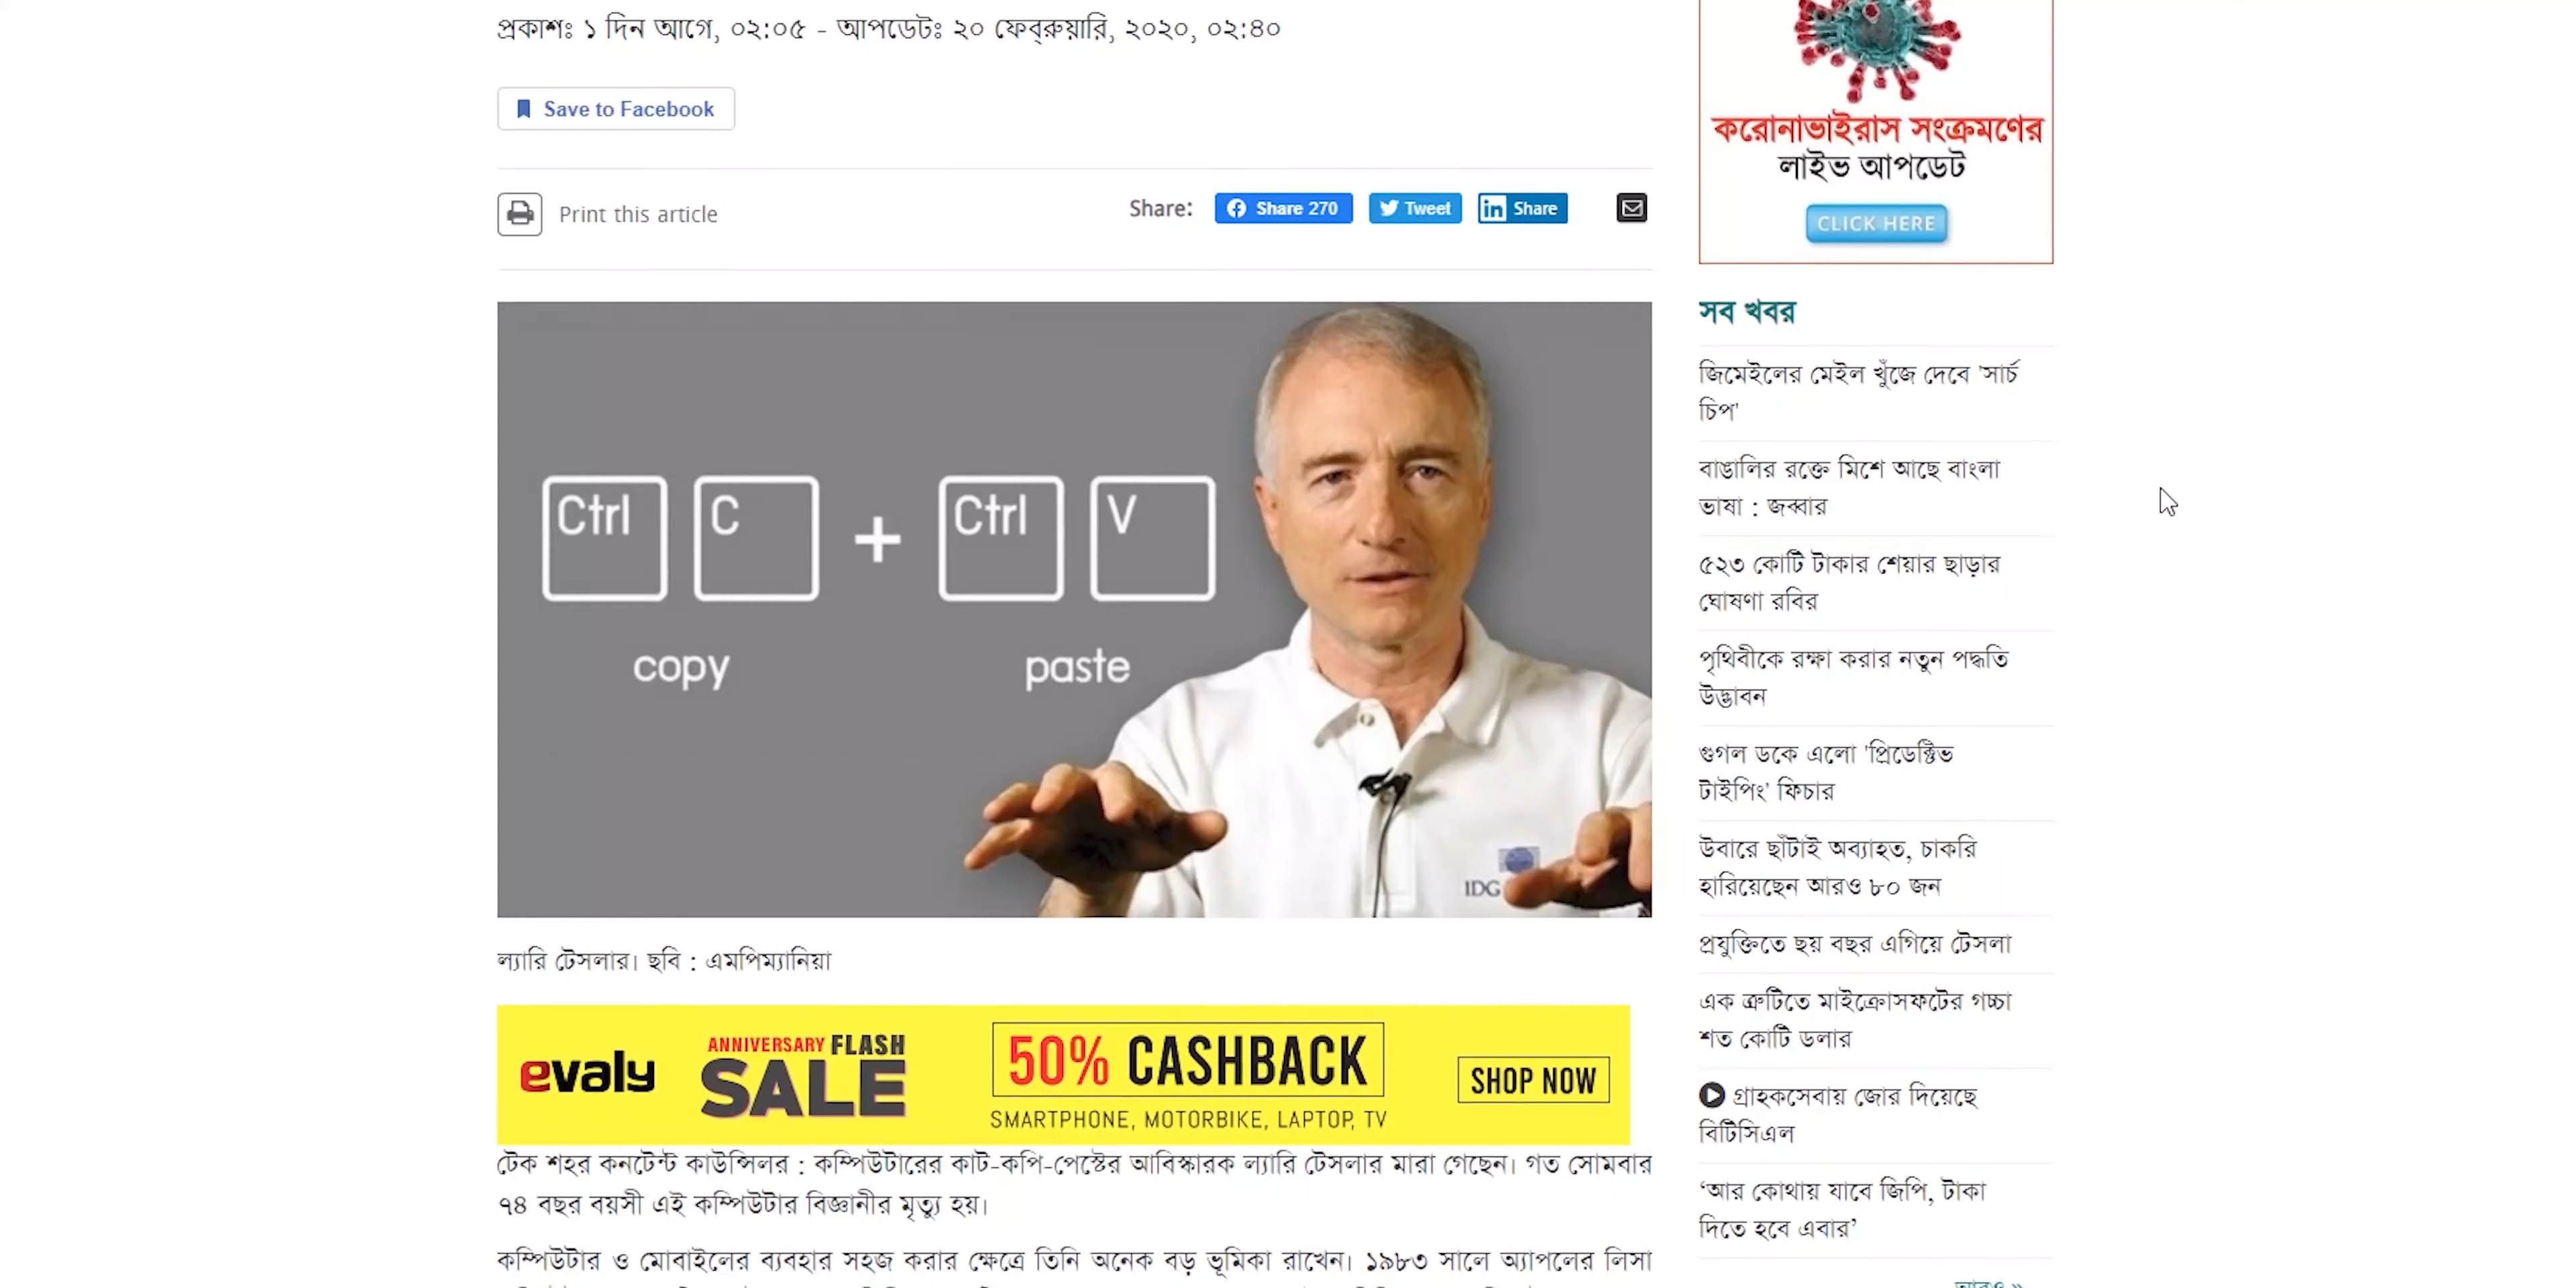 প্রকাশঃ ১ দিন আগে, ০২:০৫ - আপডেটঃ ২০ ফেব্রুয়ারি, ২০২০, ০২:৪০
Save to Facebook
Print this article
Share:
Share 270
Tweet
in Share
Ctrl C + Ctrl V
copy paste
IDG
ল্যারি টেসলার। ছবি : এমপিম্যানিয়া
evaly
ANNIVERSARY FLASH
SALE
50% CASHBACK
SMARTPHONE, MOTORBIKE, LAPTOP, TV
SHOP NOW
টেক শহর কনটেন্ট কাউন্সিলর : কম্পিউটারের কাট-কপি-পেস্টের আবিস্কারক ল্যারি টেসলার মারা গেছেন। গত সোমবার
৭৪ বছর বয়সী এই কম্পিউটার বিজ্ঞানীর মৃত্যু হয়।
কম্পিউটার ও মোবাইলের ব্যবহার সহজ করার ক্ষেত্রে তিনি অনেক বড় ভূমিকা রাখেন। ১৯৮৩ সালে অ্যাপলের লিসা
করোনাভাইরাস সংক্রমণের
লাইভ আপডেট
CLICK HERE
সব খবর
জিমেইলের মেইল খুঁজে দেবে 'সার্চ
চিপ'
বাঙালির রক্তে মিশে আছে বাংলা
ভাষা : জব্বার
৫২৩ কোটি টাকার শেয়ার ছাড়ার
ঘোষণা রবির
পৃথিবীকে রক্ষা করার নতুন পদ্ধতি
উদ্ভাবন
গুগল ডকে এলো 'প্রিডেক্টিভ
টাইপিং' ফিচার
উবারে ছাঁটাই অব্যাহত, চাকরি
হারিয়েছেন আরও ৮০ জন
প্রযুক্তিতে ছয় বছর এগিয়ে টেসলা
এক ত্রুটিতে মাইক্রোসফটের গচ্চা
শত কোটি ডলার
গ্রাহকসেবায় জোর দিয়েছে
বিটিসিএল
‘আর কোথায় যাবে জিপি, টাকা
দিতে হবে এবার’